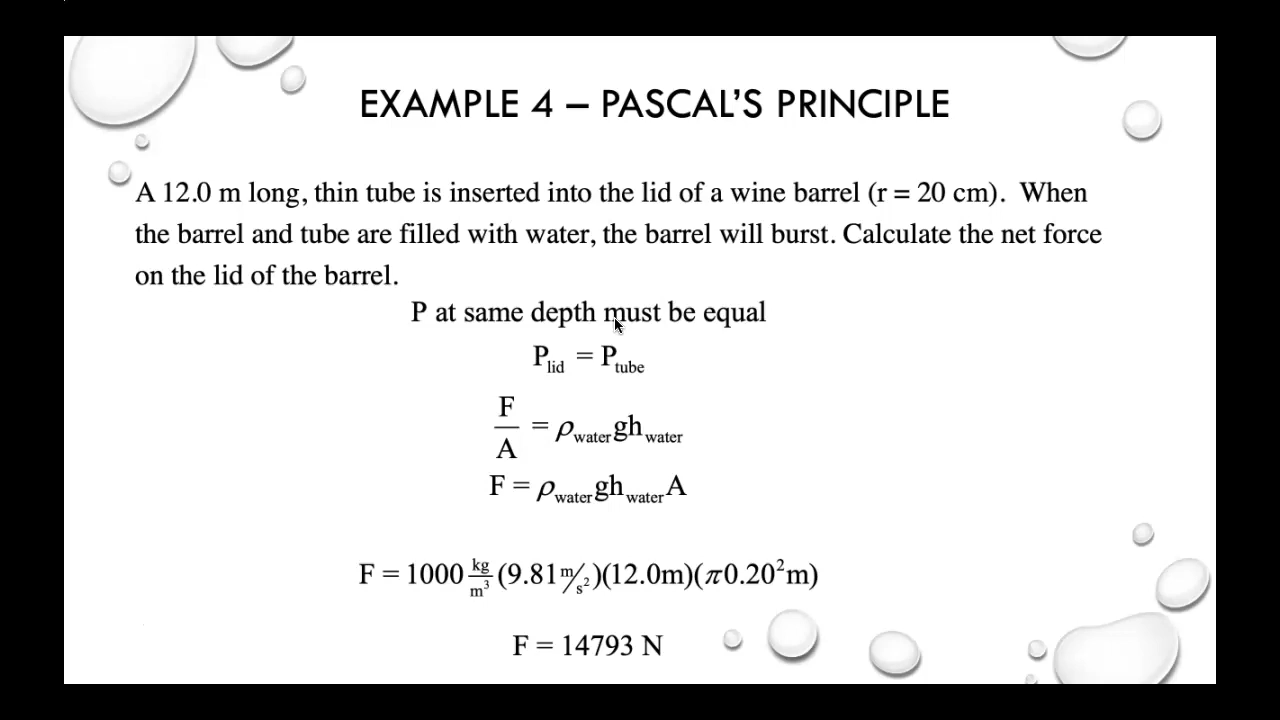 EXAMPLE 4 – PASCAL'S PRINCIPLE
A 12.0 m long, thin tube is inserted into the lid of a wine barrel (r = 20 cm). When
the barrel and tube are filled with water, the barrel will burst. Calculate the net force
on the lid of the barrel.
P at same depth must be equal
P_lid = P_tube
F/A = ρ_water gh_water
F = ρ_water gh_water A
F = 1000 kg/m³ (9.81 m/s²)(12.0m)(π0.20²m)
F = 14793 N